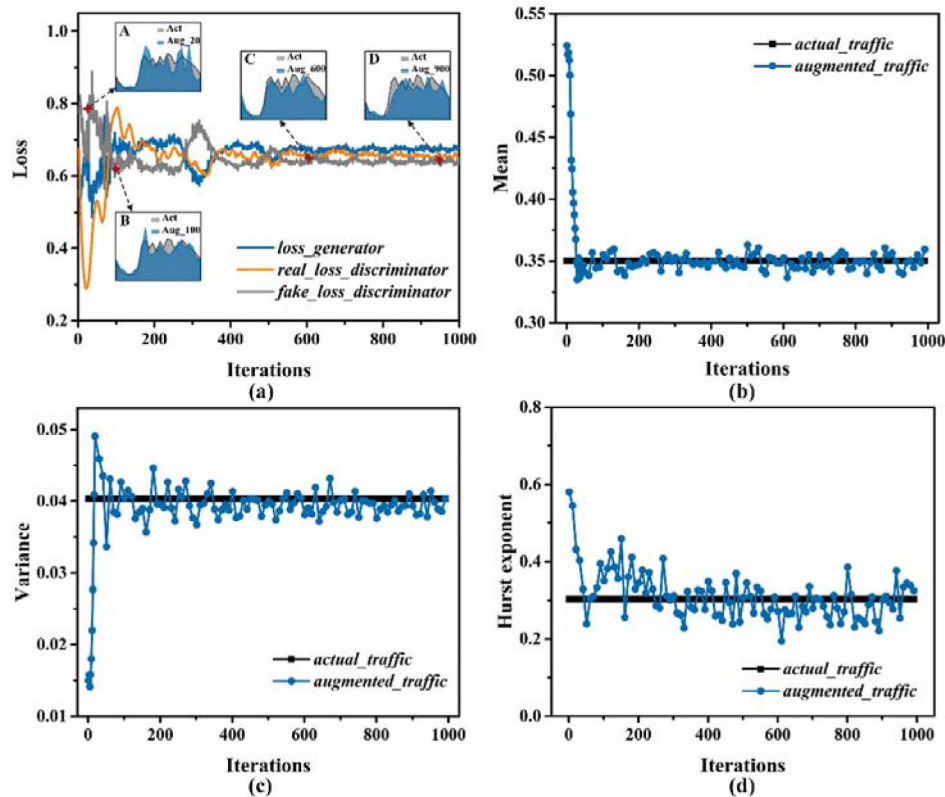 1.0
0.8
0.6
0.4
0.2
Loss
A
Act
Aug_20
C
Act
Aug_600
D
Act
Aug_900
B
Act
Aug_100
loss_generator
real_loss_discriminator
fake_loss_discriminator
0 200 400 600 800 1000
Iterations
(a)
0.55
0.50
0.45
0.40
0.35
0.30
Mean
actual_traffic
augmented_traffic
0 200 400 600 800 1000
Iterations
(b)
0.05
0.04
0.03
0.02
0.01
Variance
actual_traffic
augmented_traffic
0 200 400 600 800 1000
Iterations
(c)
0.8
0.6
0.4
0.2
0.0
Hurst exponent
actual_traffic
augmented_traffic
0 200 400 600 800 1000
Iterations
(d)